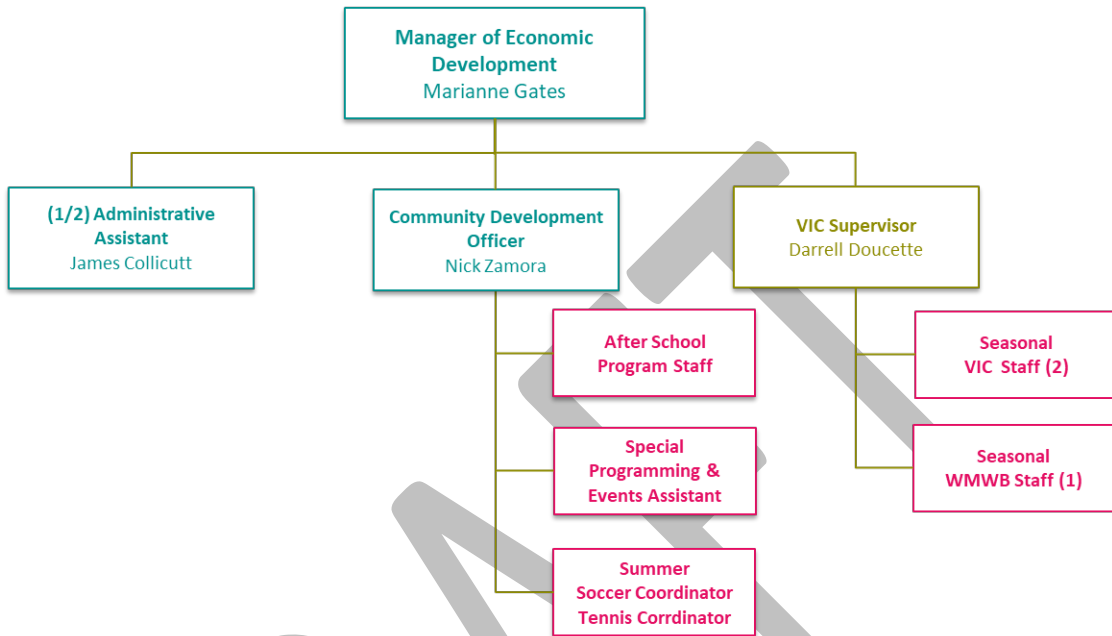 Manager of Economic
Development
Marianne Gates
(1/2) Administrative
Assistant
James Collicutt
Community Development
Officer
Nick Zamora
VIC Supervisor
Darrell Doucette
After School
Program Staff
Special
Programming &
Events Assistant
Summer
Soccer Coordinator
Tennis Corrdinator
Seasonal
VIC Staff (2)
Seasonal
WMWB Staff (1)